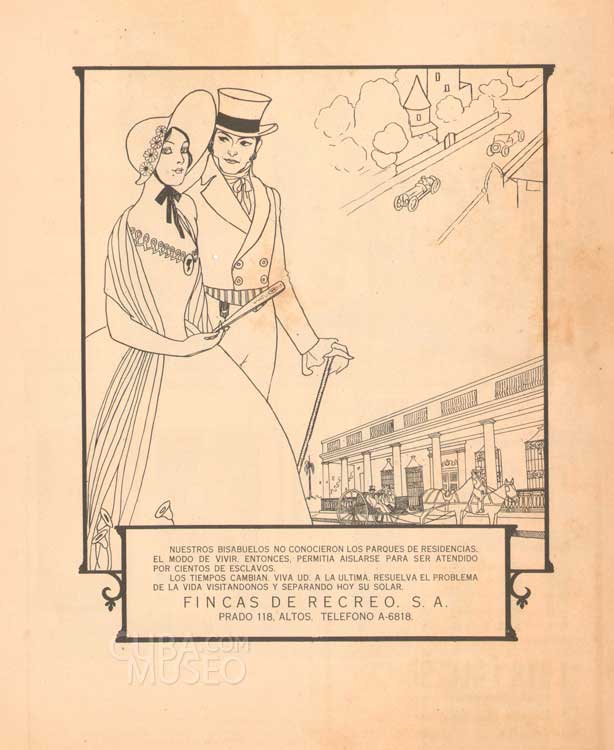 NUESTROS BISABUELOS NO CONOCIERON LOS PARQUES DE RESIDENCIAS.
EL MODO DE VIVIR, ENTONCES, PERMITIA AISLARSE PARA SER ATENDIDO
POR CIENTOS DE ESCLAVOS.
LOS TIEMPOS CAMBIAN. VIVA UD. A LA ULTIMA. RESUELVA EL PROBLEMA
DE LA VIDA VISITANDONOS Y SEPARANDO HOY SU SOLAR.
FINCAS DE RECREO, S. A.
PRADO 118, ALTOS. TELEFONO A-6818.
CUBA.COM
MUSEO